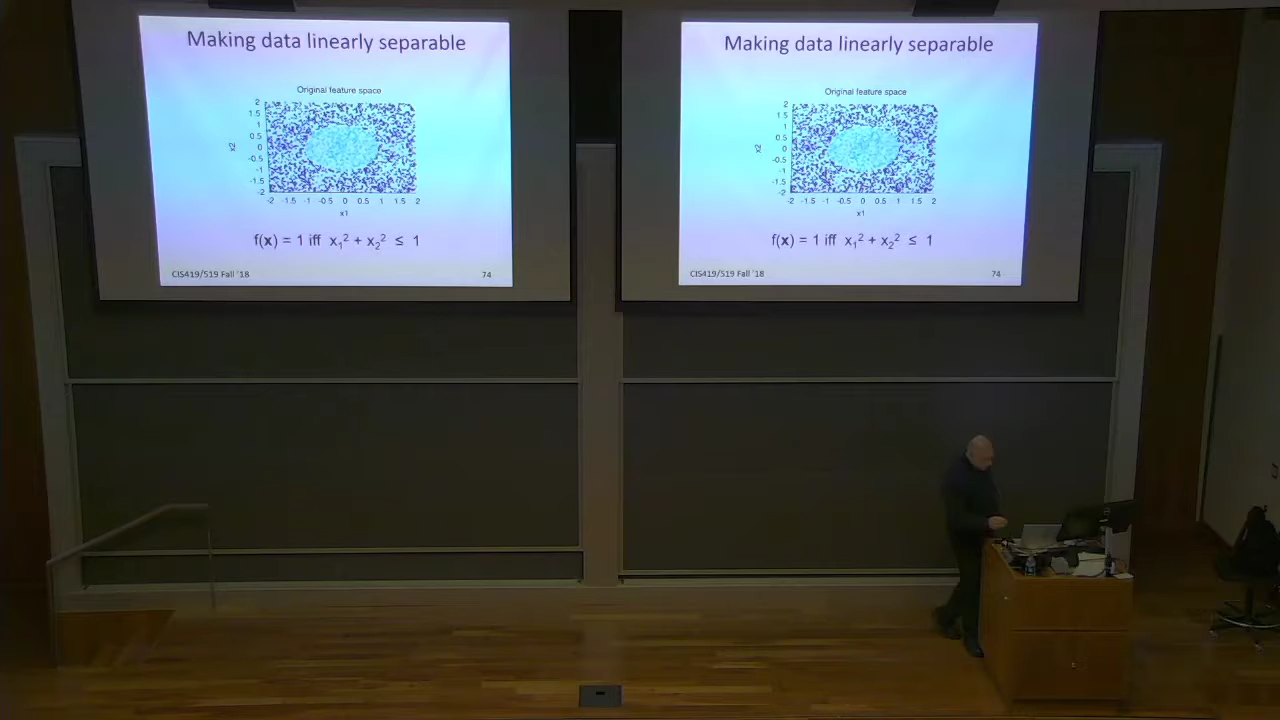 Making data linearly separable
Original feature space
2
1.5
1
0.5
0
-0.5
-1
-1.5
-2
x2
-2 -1.5 -1 -0.5 0 0.5 1 1.5 2
x1
f(x) = 1 iff x₁² + x₂² ≤ 1
CIS419/519 Fall '18 74
Making data linearly separable
Original feature space
2
1.5
1
0.5
0
-0.5
-1
-1.5
-2
x2
-2 -1.5 -1 -0.5 0 0.5 1 1.5 2
x1
f(x) = 1 iff x₁² + x₂² ≤ 1
CIS419/519 Fall '18 74